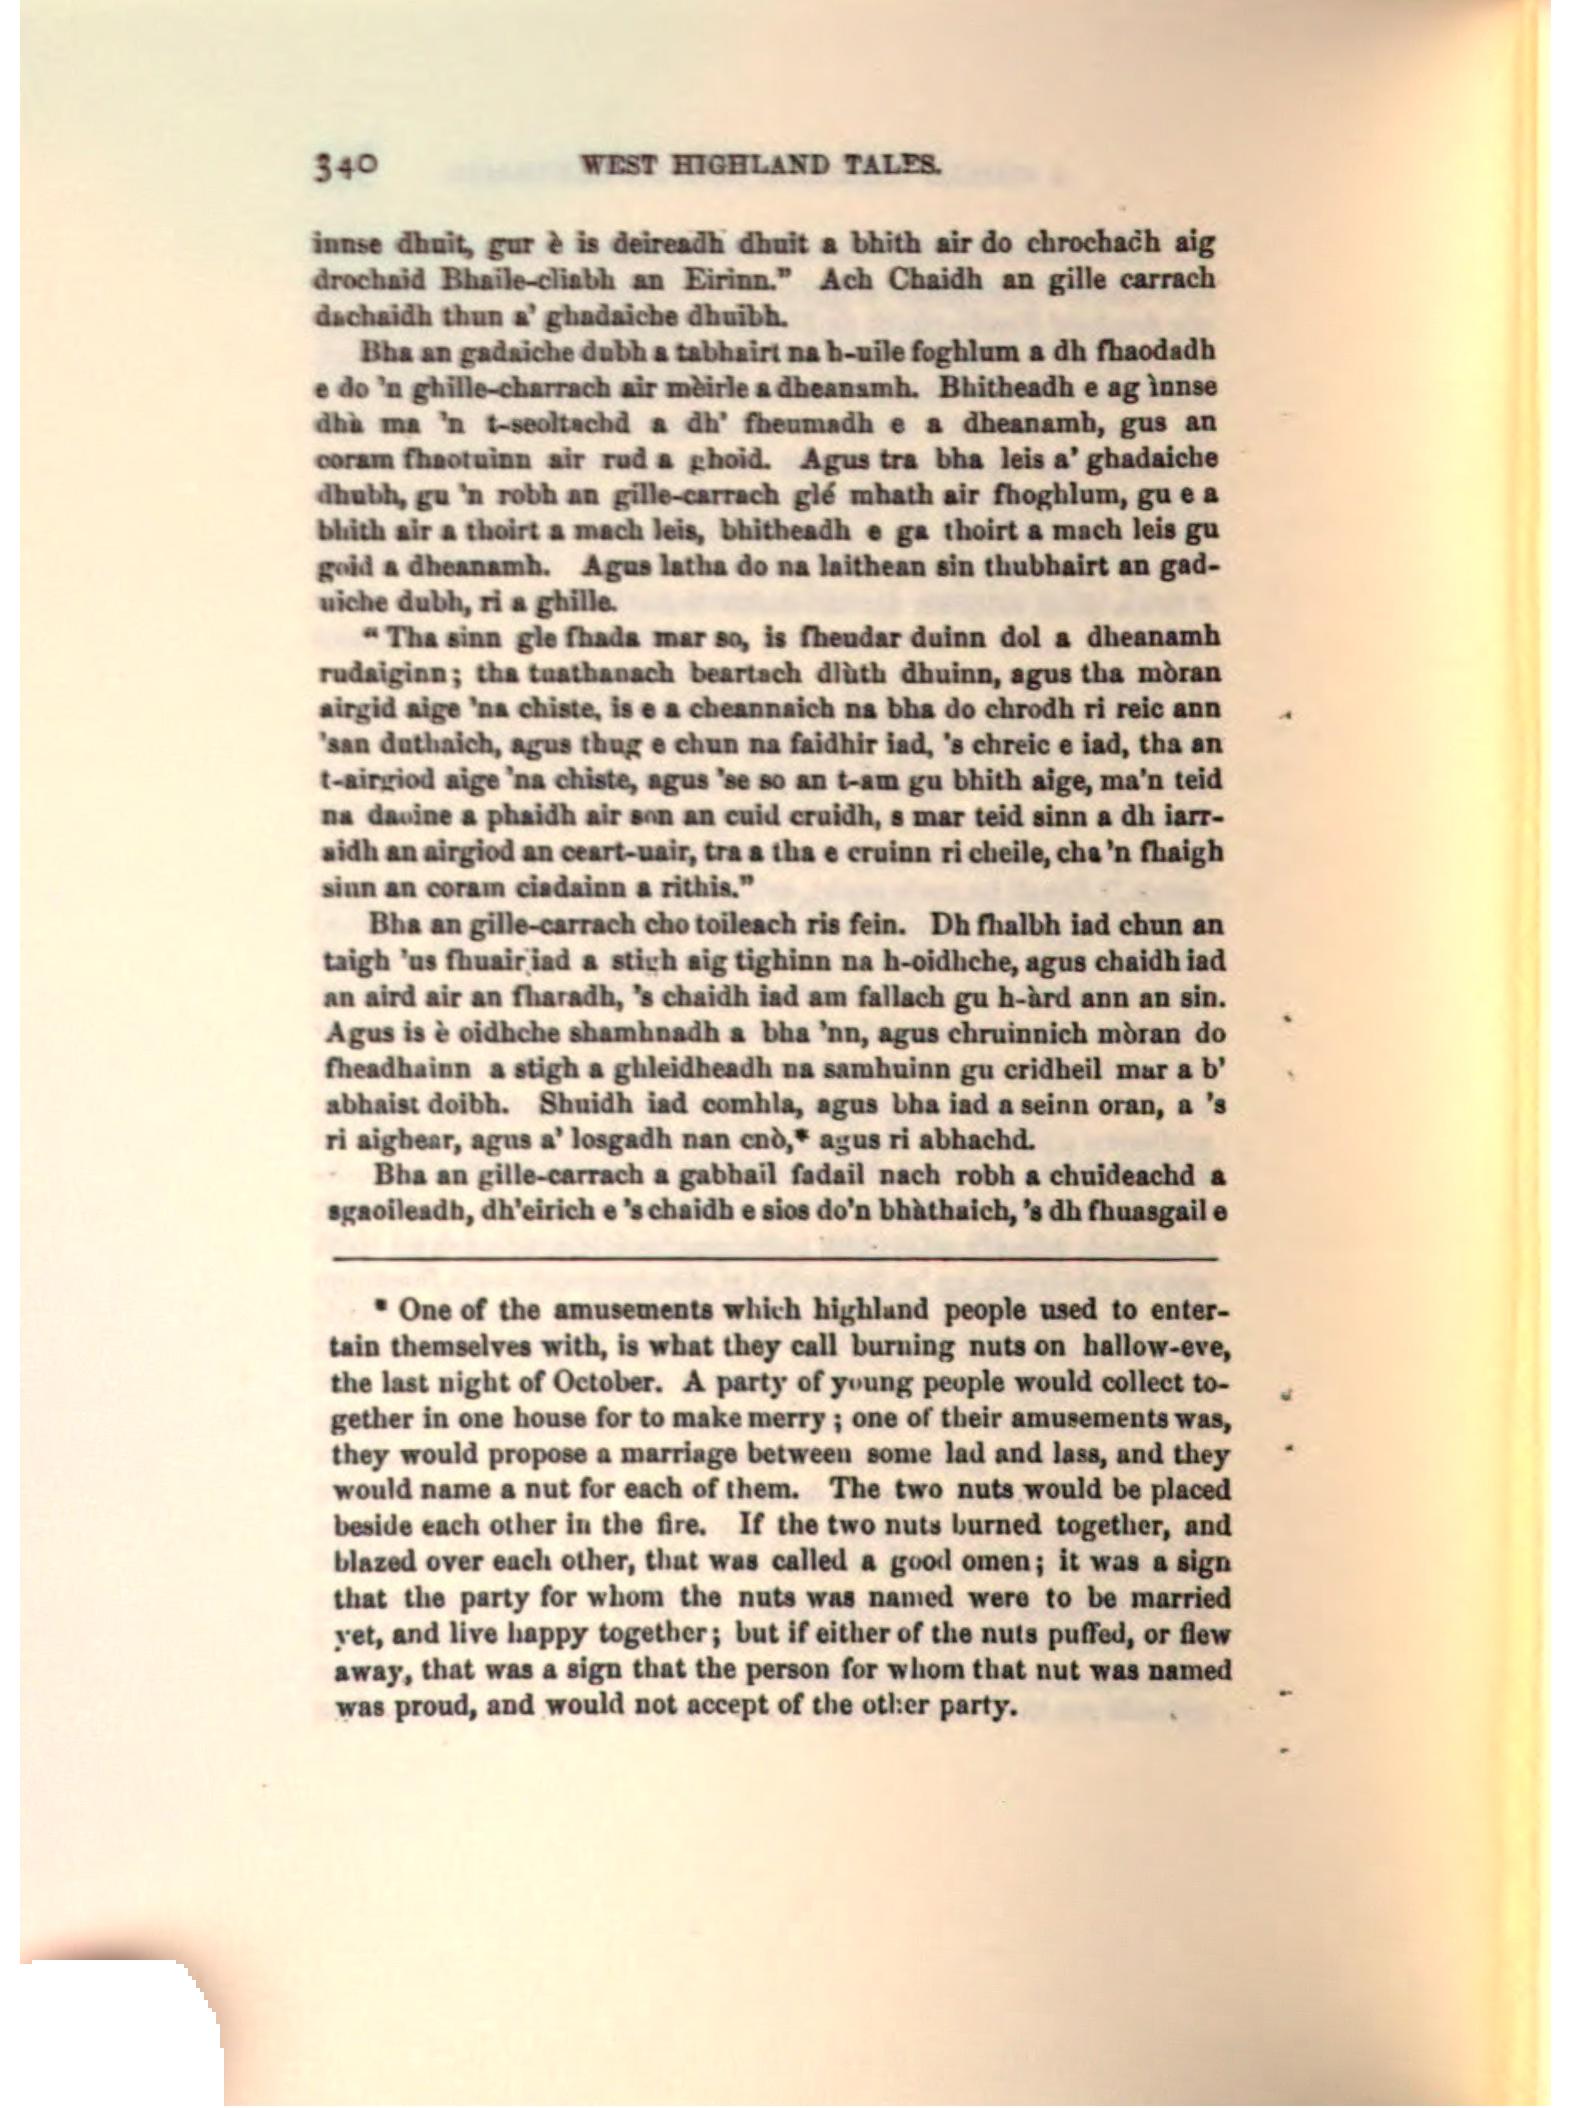 340 WEST HIGHLAND TALES.
innse dhuit, gur è is deireadh dhuit a bhith air do chrochach aig
drochaid Bhaile-cliabh an Eirinn.” Ach Chaidh an gille carrach
dachaidh thun a’ ghadaiche dhuibh.
Bha an gadaiche dubh a tabhairt na h-uile foghlum a dh fhaodadh
e do ’n ghille-charrach air mèirle a dheanamh. Bhitheadh e ag ìnnse
dhà ma ’n t-seoltachd a dh’ fheumadh e a dheanamh, gus an
coram fhaotuinn air rud a ghoid. Agus tra bha leis a’ ghadaiche
dhubh, gu ’n robh an gille-carrach glé mhath air fhoghlum, gu e a
bhith air a thoirt a mach leis, bhitheadh e ga thoirt a mach leis gu
goid a dheanamh. Agus latha do na laithean sin thubhairt an gad-
uiche dubh, ri a ghille.
“Tha sinn gle fhada mar so, is fheudar duinn dol a dheanamh
rudaiginn; tha tuathanach beartach dlùth dhuinn, agus tha mòran
airgid aige ’na chiste, is e a cheannaich na bha do chrodh ri reic ann
’san duthaich, agus thug e chun na faidhir iad, ’s chreic e iad, tha an
t-airgiod aige ’na chiste, agus ’se so an t-am gu bhith aige, ma’n teid
na daoine a phaidh air son an cuid cruidh, s mar teid sinn a dh iarr-
aidh an airgiod an ceart-uair, tra a tha e cruinn ri cheile, cha ’n fhaigh
sinn an coram ciadainn a rithis.”
Bha an gille-carrach cho toileach ris fein. Dh fhalbh iad chun an
taigh ’us fhuair iad a stigh aig tighinn na h-oidhche, agus chaidh iad
an aird air an fharadh, ’s chaidh iad am fallach gu h-àrd ann an sin.
Agus is è oidhche shamhnadh a bha ’nn, agus chruinnich mòran do
fheadhainn a stigh a ghleidheadh na samhuinn gu cridheil mar a b’
abhaist doibh. Shuidh iad comhla, agus bha iad a seinn oran, a ’s
ri aighear, agus a’ losgadh nan cnò,* agus ri abhachd.
Bha an gille-carrach a gabhail fadail nach robh a chuideachd a
sgaoileadh, dh’eirich e ’s chaidh e sios do’n bhàthaich, ’s dh fhuasgail e
* One of the amusements which highland people used to enter-
tain themselves with, is what they call burning nuts on hallow-eve,
the last night of October. A party of young people would collect to-
gether in one house for to make merry; one of their amusements was,
they would propose a marriage between some lad and lass, and they
would name a nut for each of them. The two nuts would be placed
beside each other in the fire. If the two nuts burned together, and
blazed over each other, that was called a good omen; it was a sign
that the party for whom the nuts was named were to be married
yet, and live happy together; but if either of the nuts puffed, or flew
away, that was a sign that the person for whom that nut was named
was proud, and would not accept of the other party.